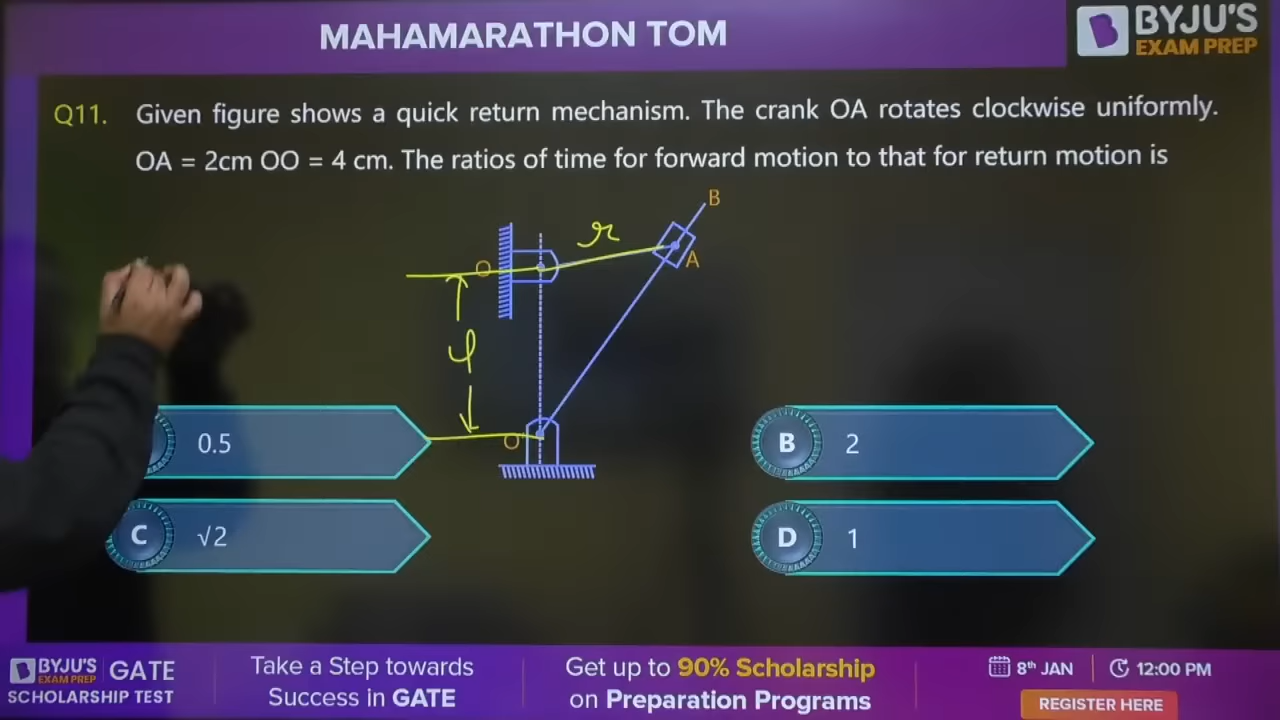 MAHAMARATHON TOM
BYJU'S
EXAM PREP
Q11. Given figure shows a quick return mechanism. The crank OA rotates clockwise uniformly.
OA = 2cm OO = 4 cm. The ratios of time for forward motion to that for return motion is
B
r
O
A
4
O
0.5
B 2
C √2
D 1
BYJU'S
EXAM PREP
GATE
SCHOLARSHIP TEST
Take a Step towards
Success in GATE
Get up to 90% Scholarship
on Preparation Programs
8th JAN
12:00 PM
REGISTER HERE